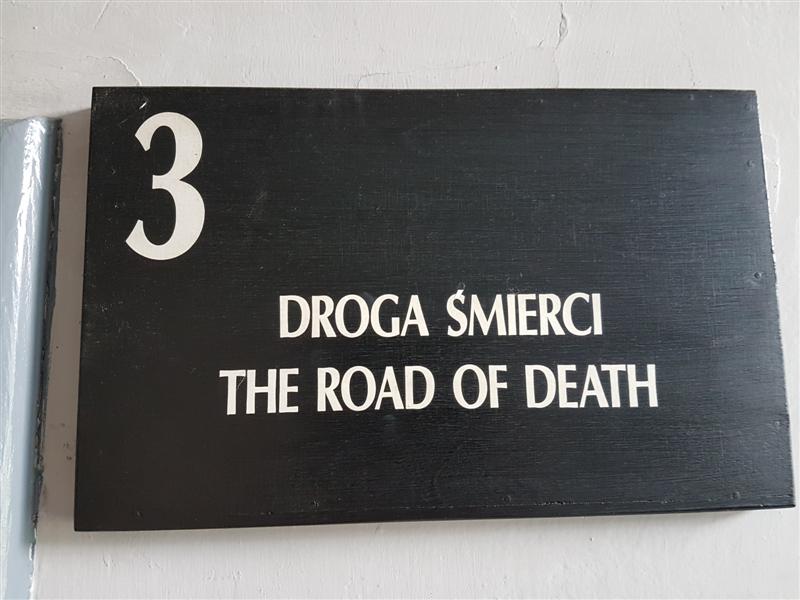 3
DROGA ŚMIERCI
THE ROAD OF DEATH